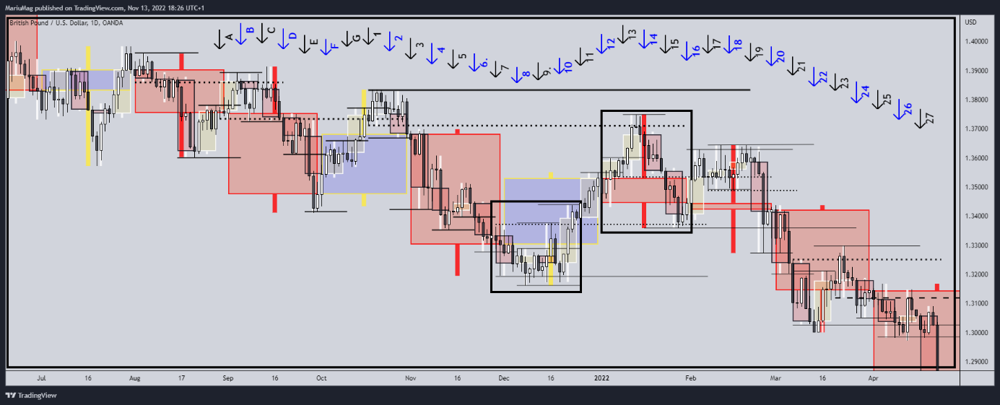 MariuMag published on TradingView.com, Nov 13, 2022 18:26 UTC+1
British Pound / U.S. Dollar, 1D, OANDA
USD
A B C D E F G 1 2 3 4 5 6. 7 8 9. 10 11 12 13 14 15 16 17 18 19 20 21 22 23 24 25 26 27
1.40000
1.39000
1.38000
1.37000
1.36000
1.35000
1.34000
1.33000
1.32000
1.31000
1.30000
1.29000
Jul 16 Aug 17 Sep 16 Oct Nov 16 Dec 16 2022 Feb Mar 16 Apr
TradingView